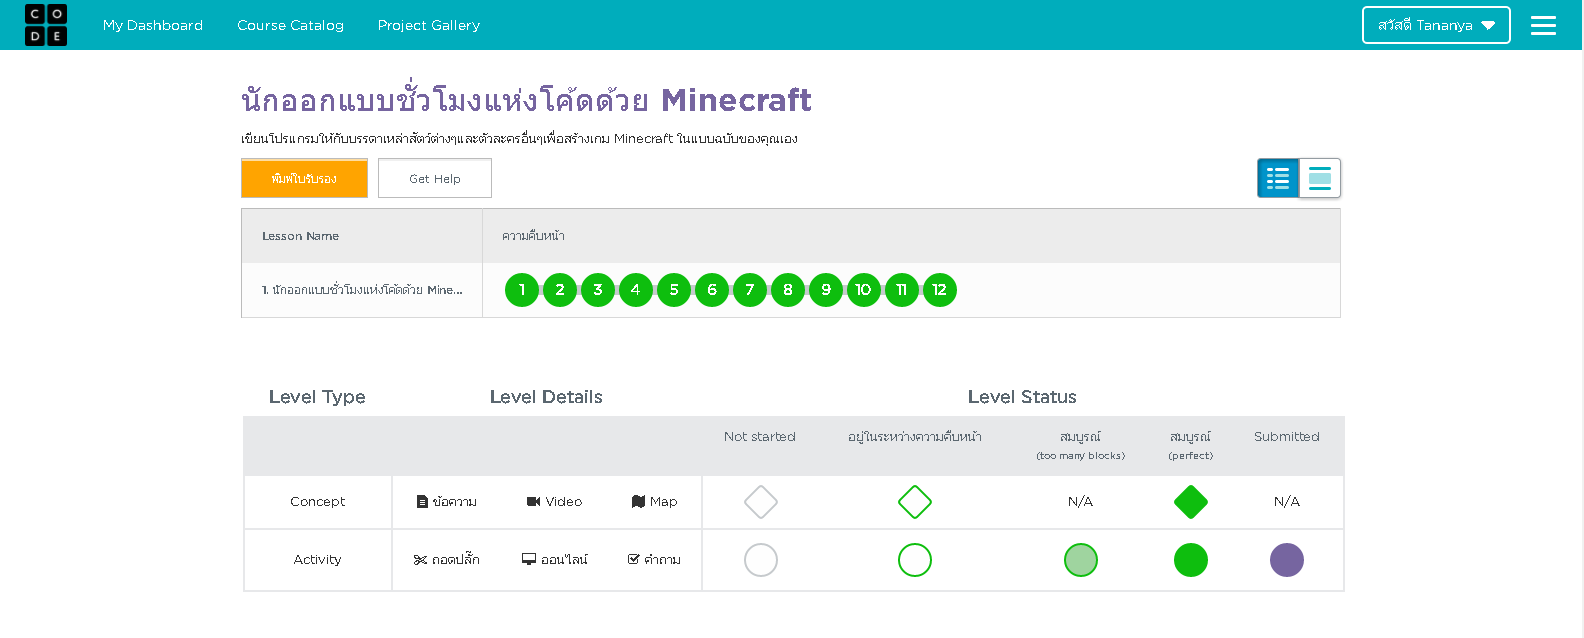 CODE My Dashboard Course Catalog Project Gallery สวัสดี Tananya
นักออกแบบชั่วโมงแห่งโค้ดด้วย Minecraft
เขียนโปรแกรมให้กับบรรดาเหล่าสัตว์ต่างๆและตัวละครอื่นๆเพื่อสร้างเกม Minecraft ในแบบฉบับของคุณเอง
พิมพ์ใบรับรอง Get Help
Lesson Name ความคืบหน้า
1. นักออกแบบชั่วโมงแห่งโค้ดด้วย Mine... 1 2 3 4 5 6 7 8 9 10 11 12
Level Type Level Details Level Status
Not started อยู่ในระหว่างความคืบหน้า สมบูรณ์ สมบูรณ์ Submitted
(too many blocks) (perfect)
Concept ข้อความ Video Map N/A N/A
Activity ถอดปลั๊ก ออนไลน์ คำถาม